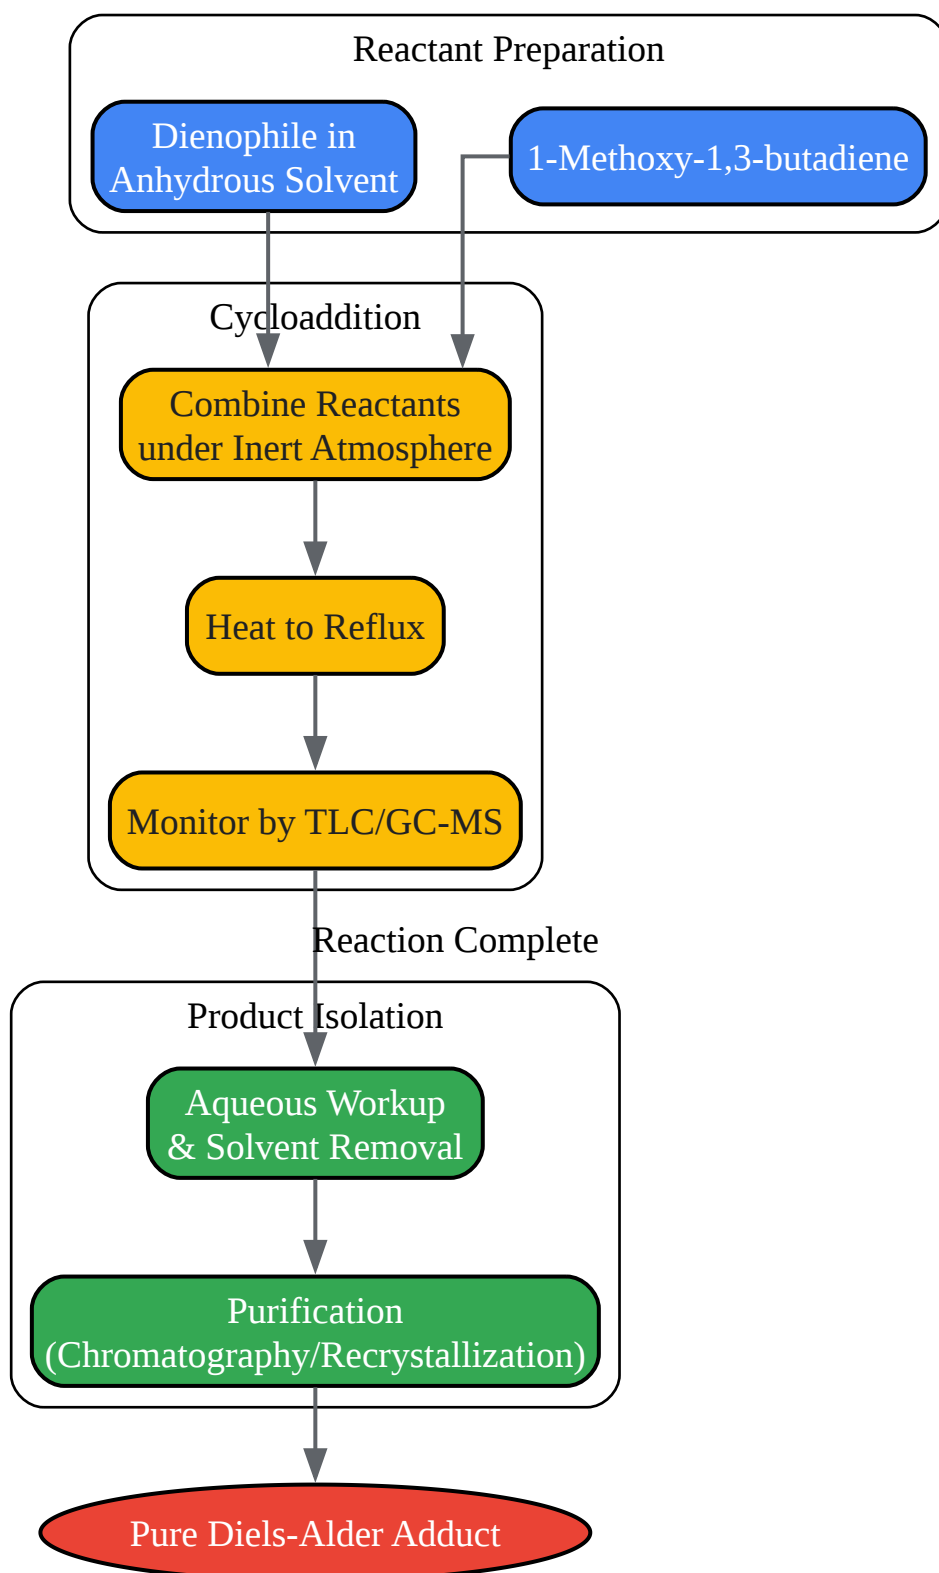 Reactant Preparation
Dienophile in
Anhydrous Solvent
1-Methoxy-1,3-butadiene
Cycloaddition
Combine Reactants
under Inert Atmosphere
Heat to Reflux
Monitor by TLC/GC-MS
Reaction Complete
Product Isolation
Aqueous Workup
& Solvent Removal
Purification
(Chromatography/Recrystallization)
Pure Diels-Alder Adduct